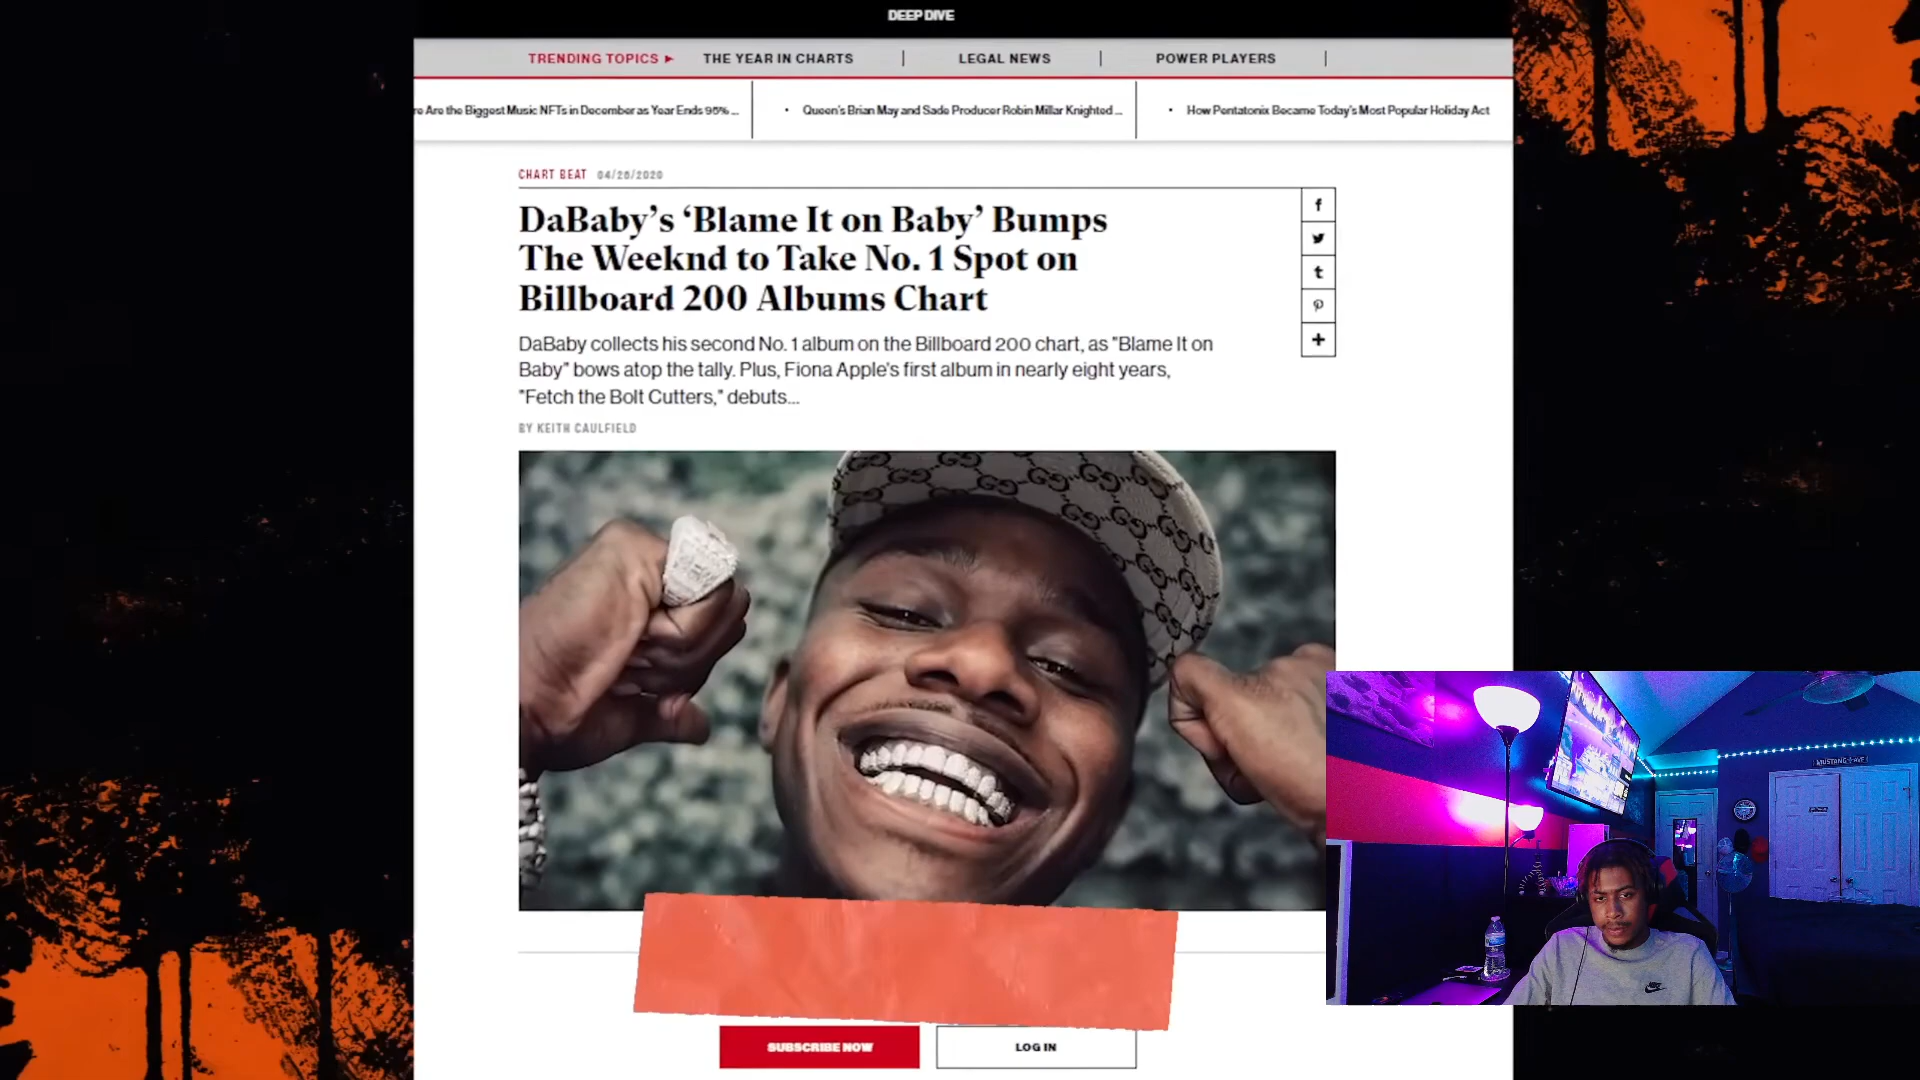 DEEP DIVE
TRENDING TOPICS ► THE YEAR IN CHARTS | LEGAL NEWS | POWER PLAYERS |
Are the Biggest Music NFTs in December as Year Ends 96% ... • Queen's Brian May and Sade Producer Robin Millar Knighted ... • How Pentatonix Became Today's Most Popular Holiday Act
CHART BEAT 04/26/2020
DaBaby's 'Blame It on Baby' Bumps
The Weeknd to Take No. 1 Spot on
Billboard 200 Albums Chart
DaBaby collects his second No. 1 album on the Billboard 200 chart, as "Blame It on
Baby" bows atop the tally. Plus, Fiona Apple's first album in nearly eight years,
"Fetch the Bolt Cutters," debuts...
BY KEITH CAULFIELD
MUSTANG AVE
SUBSCRIBE NOW
LOG IN